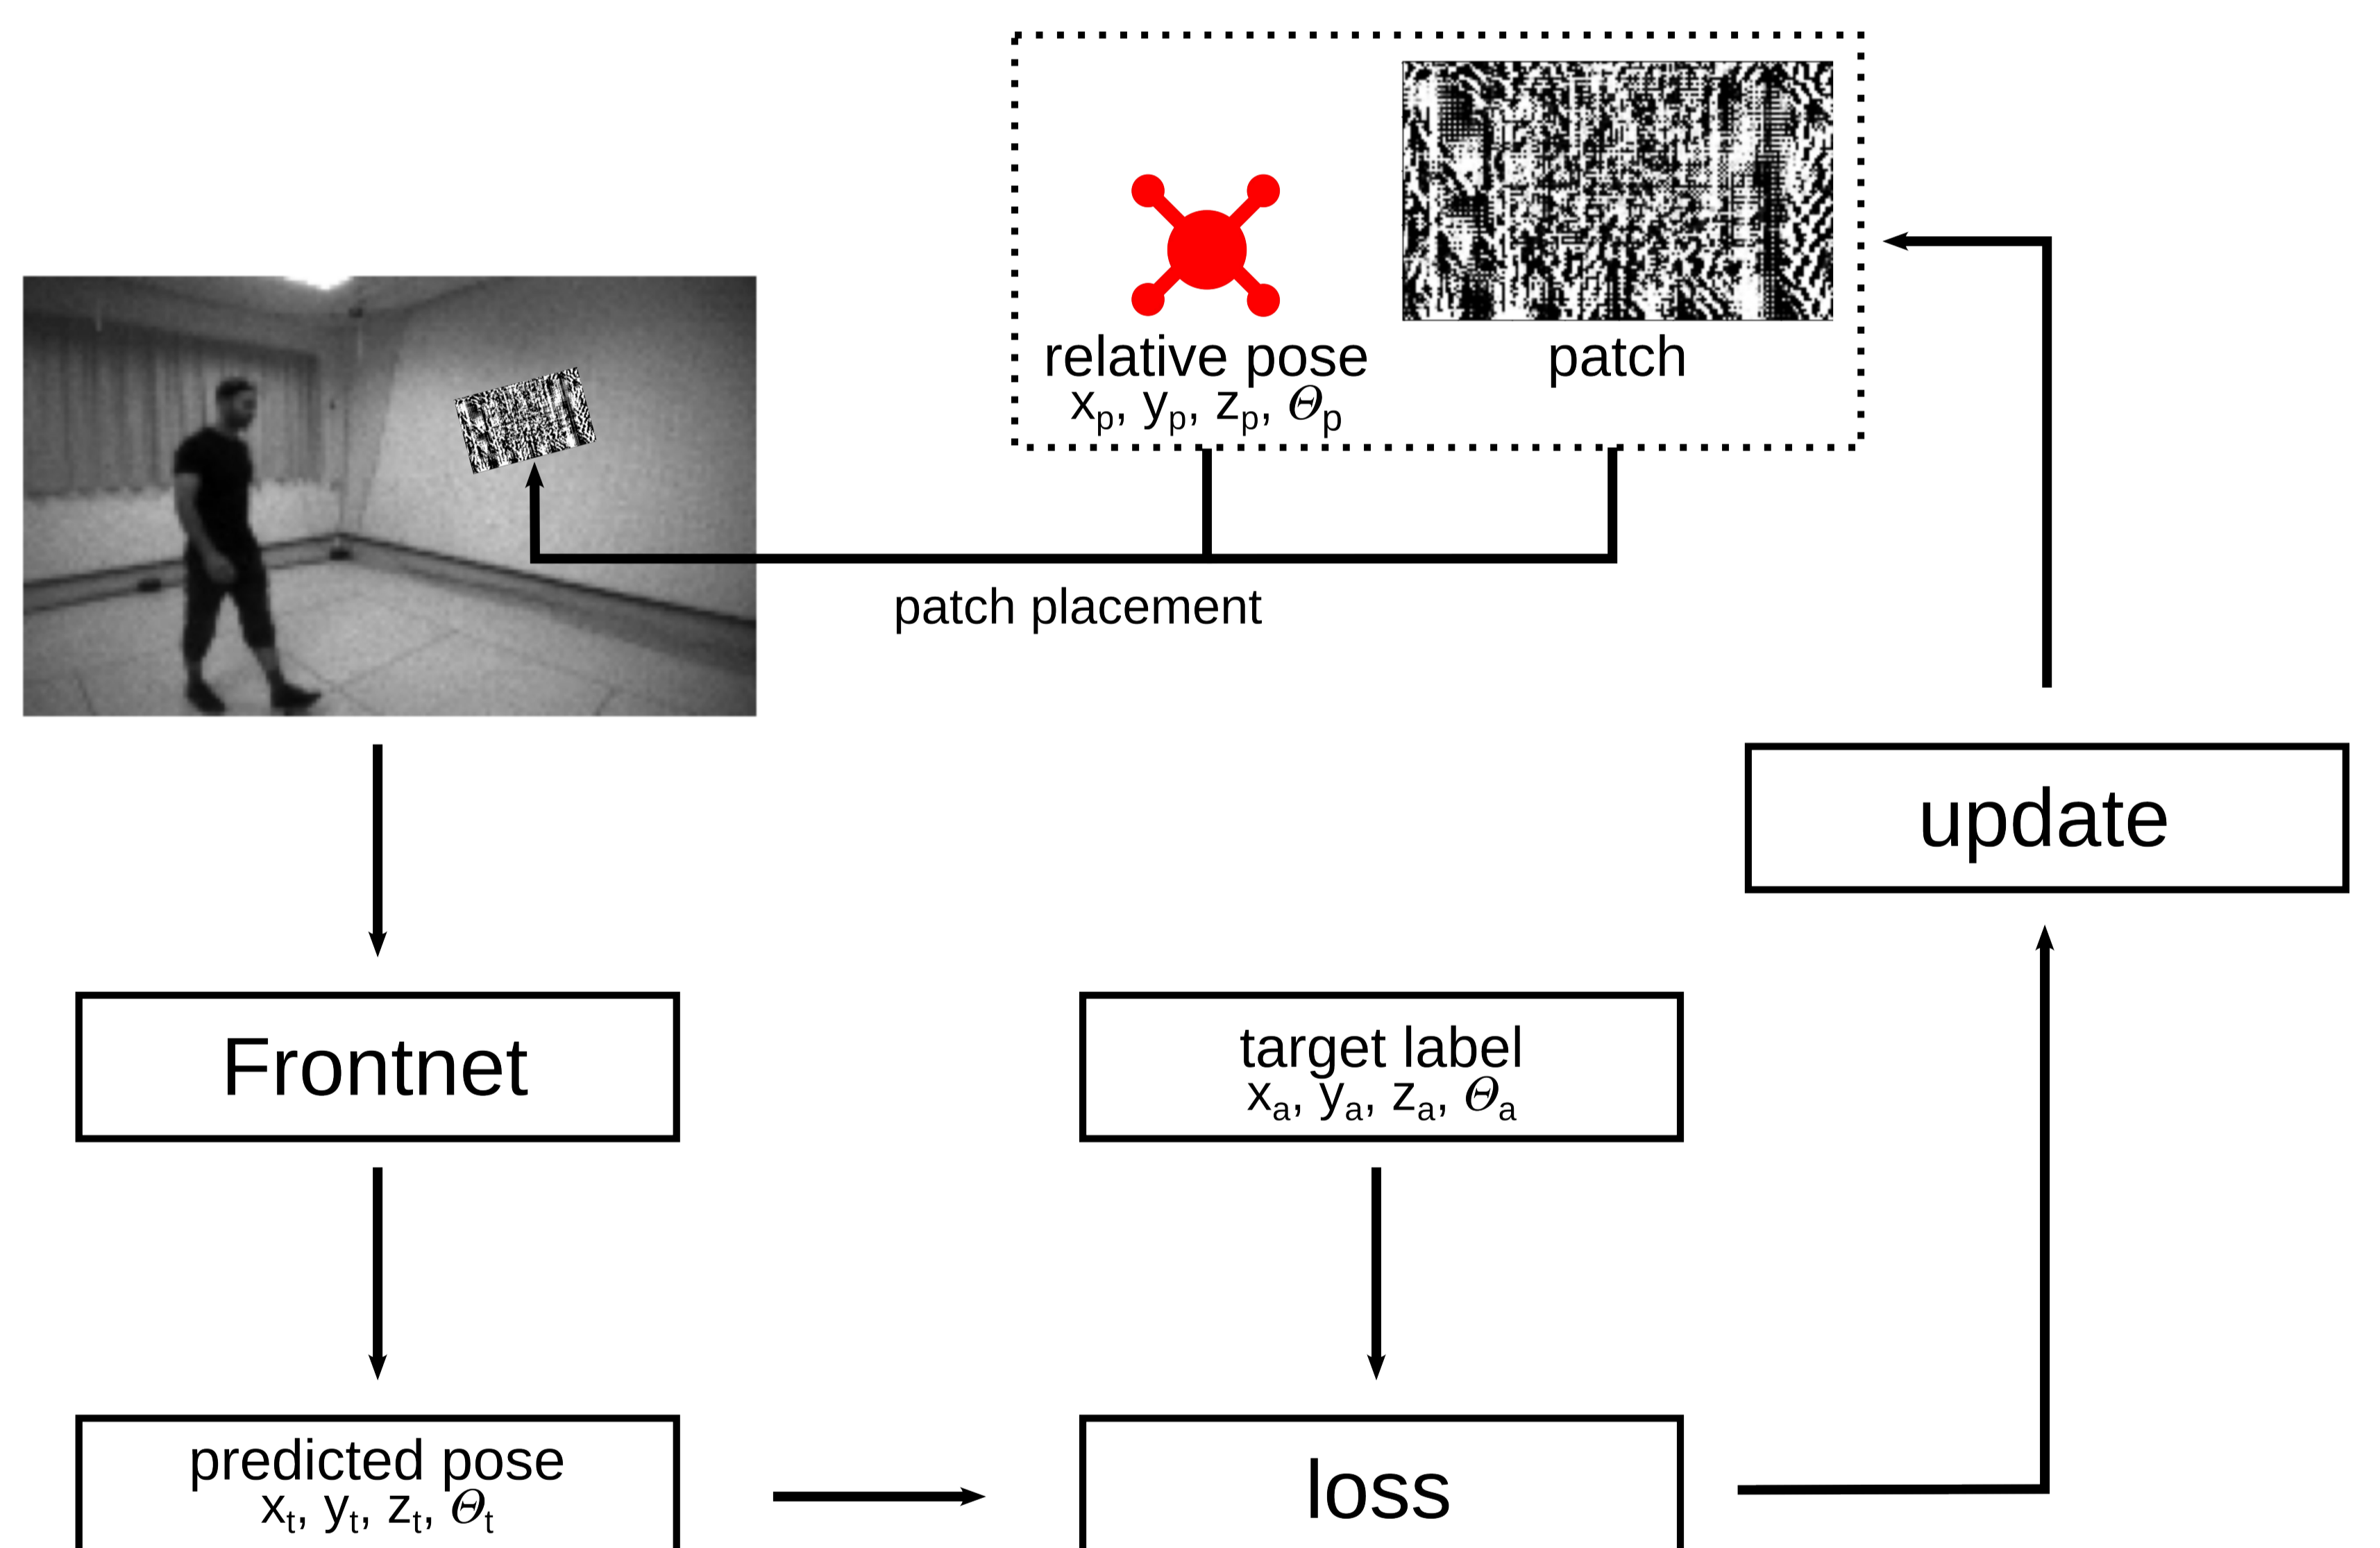 relative pose
xₚ, yₚ, zₚ, Θₚ
patch
patch placement
update
Frontnet
target label
xₐ, yₐ, zₐ, Θₐ
predicted pose
xₜ, yₜ, zₜ, Θₜ
loss